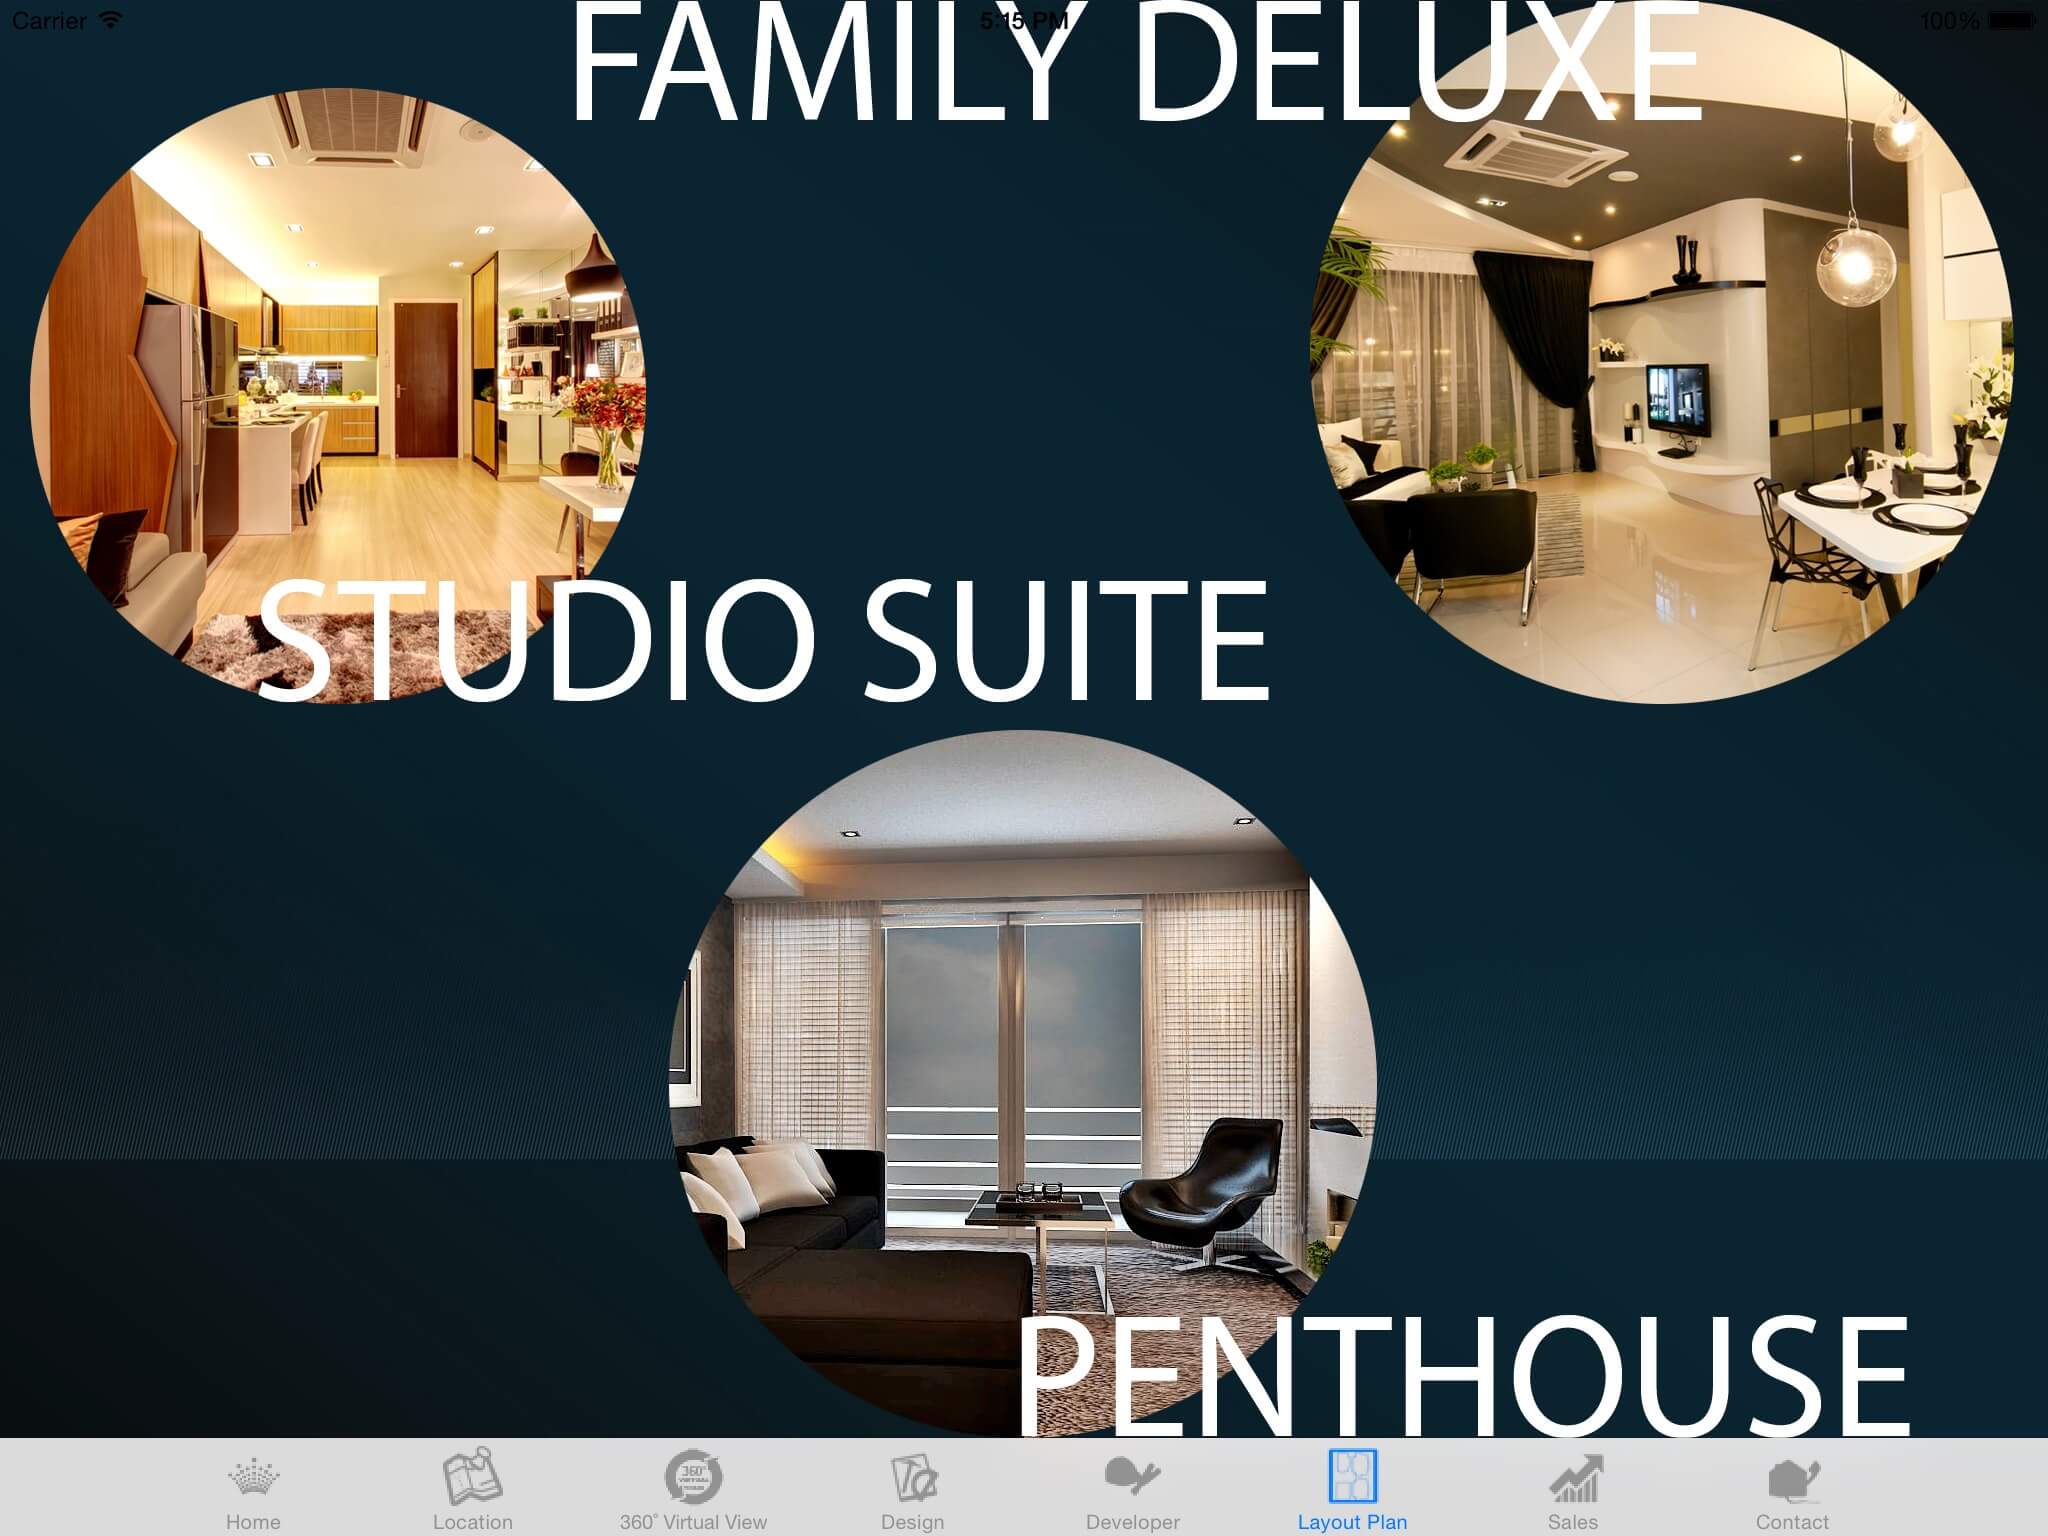 Carrier 5:15 PM 100%
FAMILY DELUXE
STUDIO SUITE
PENTHOUSE
360°
Home Location 360° Virtual View Design Developer Layout Plan Sales Contact